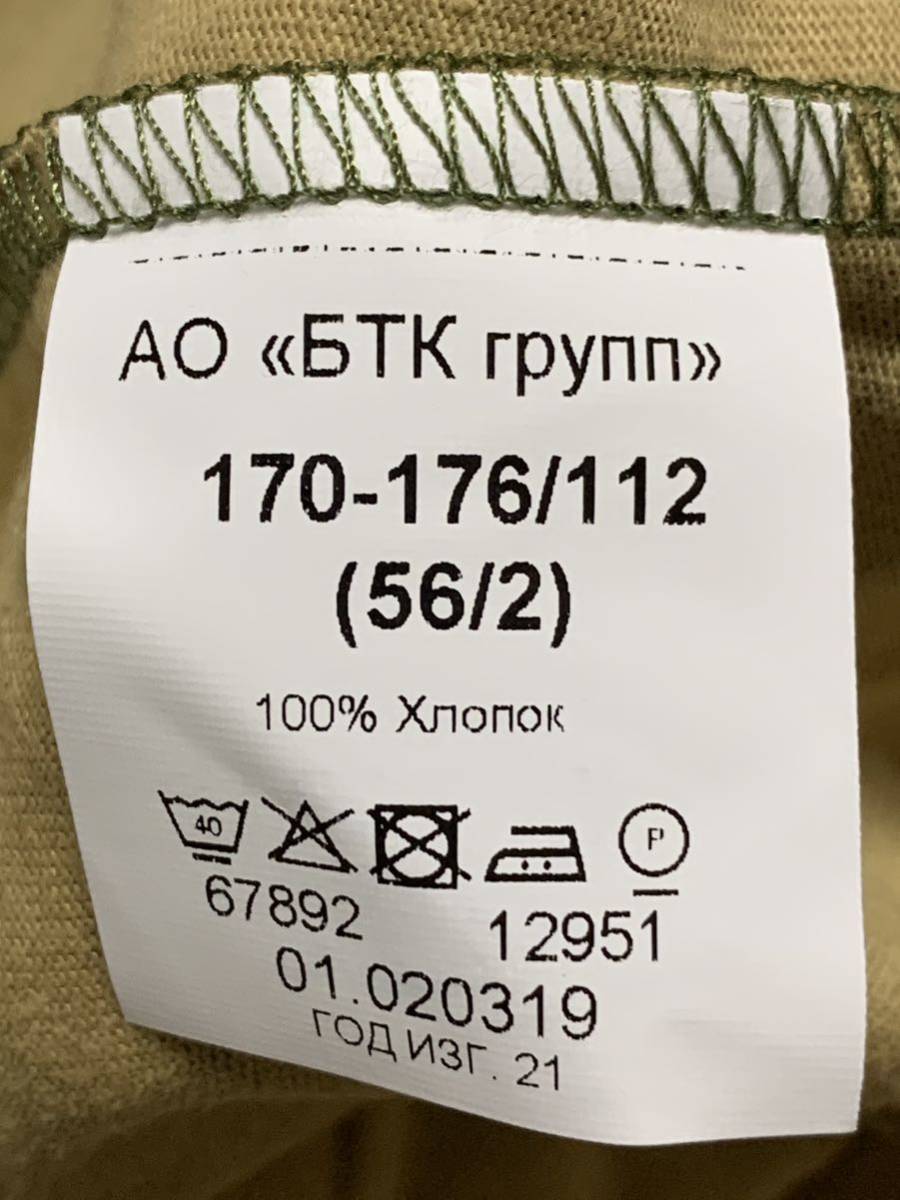 АО «БТК групп»
170-176/112
(56/2)
100% Хлопок
40 P
67892 12951
01.020319
ГОД ИЗГ. 21